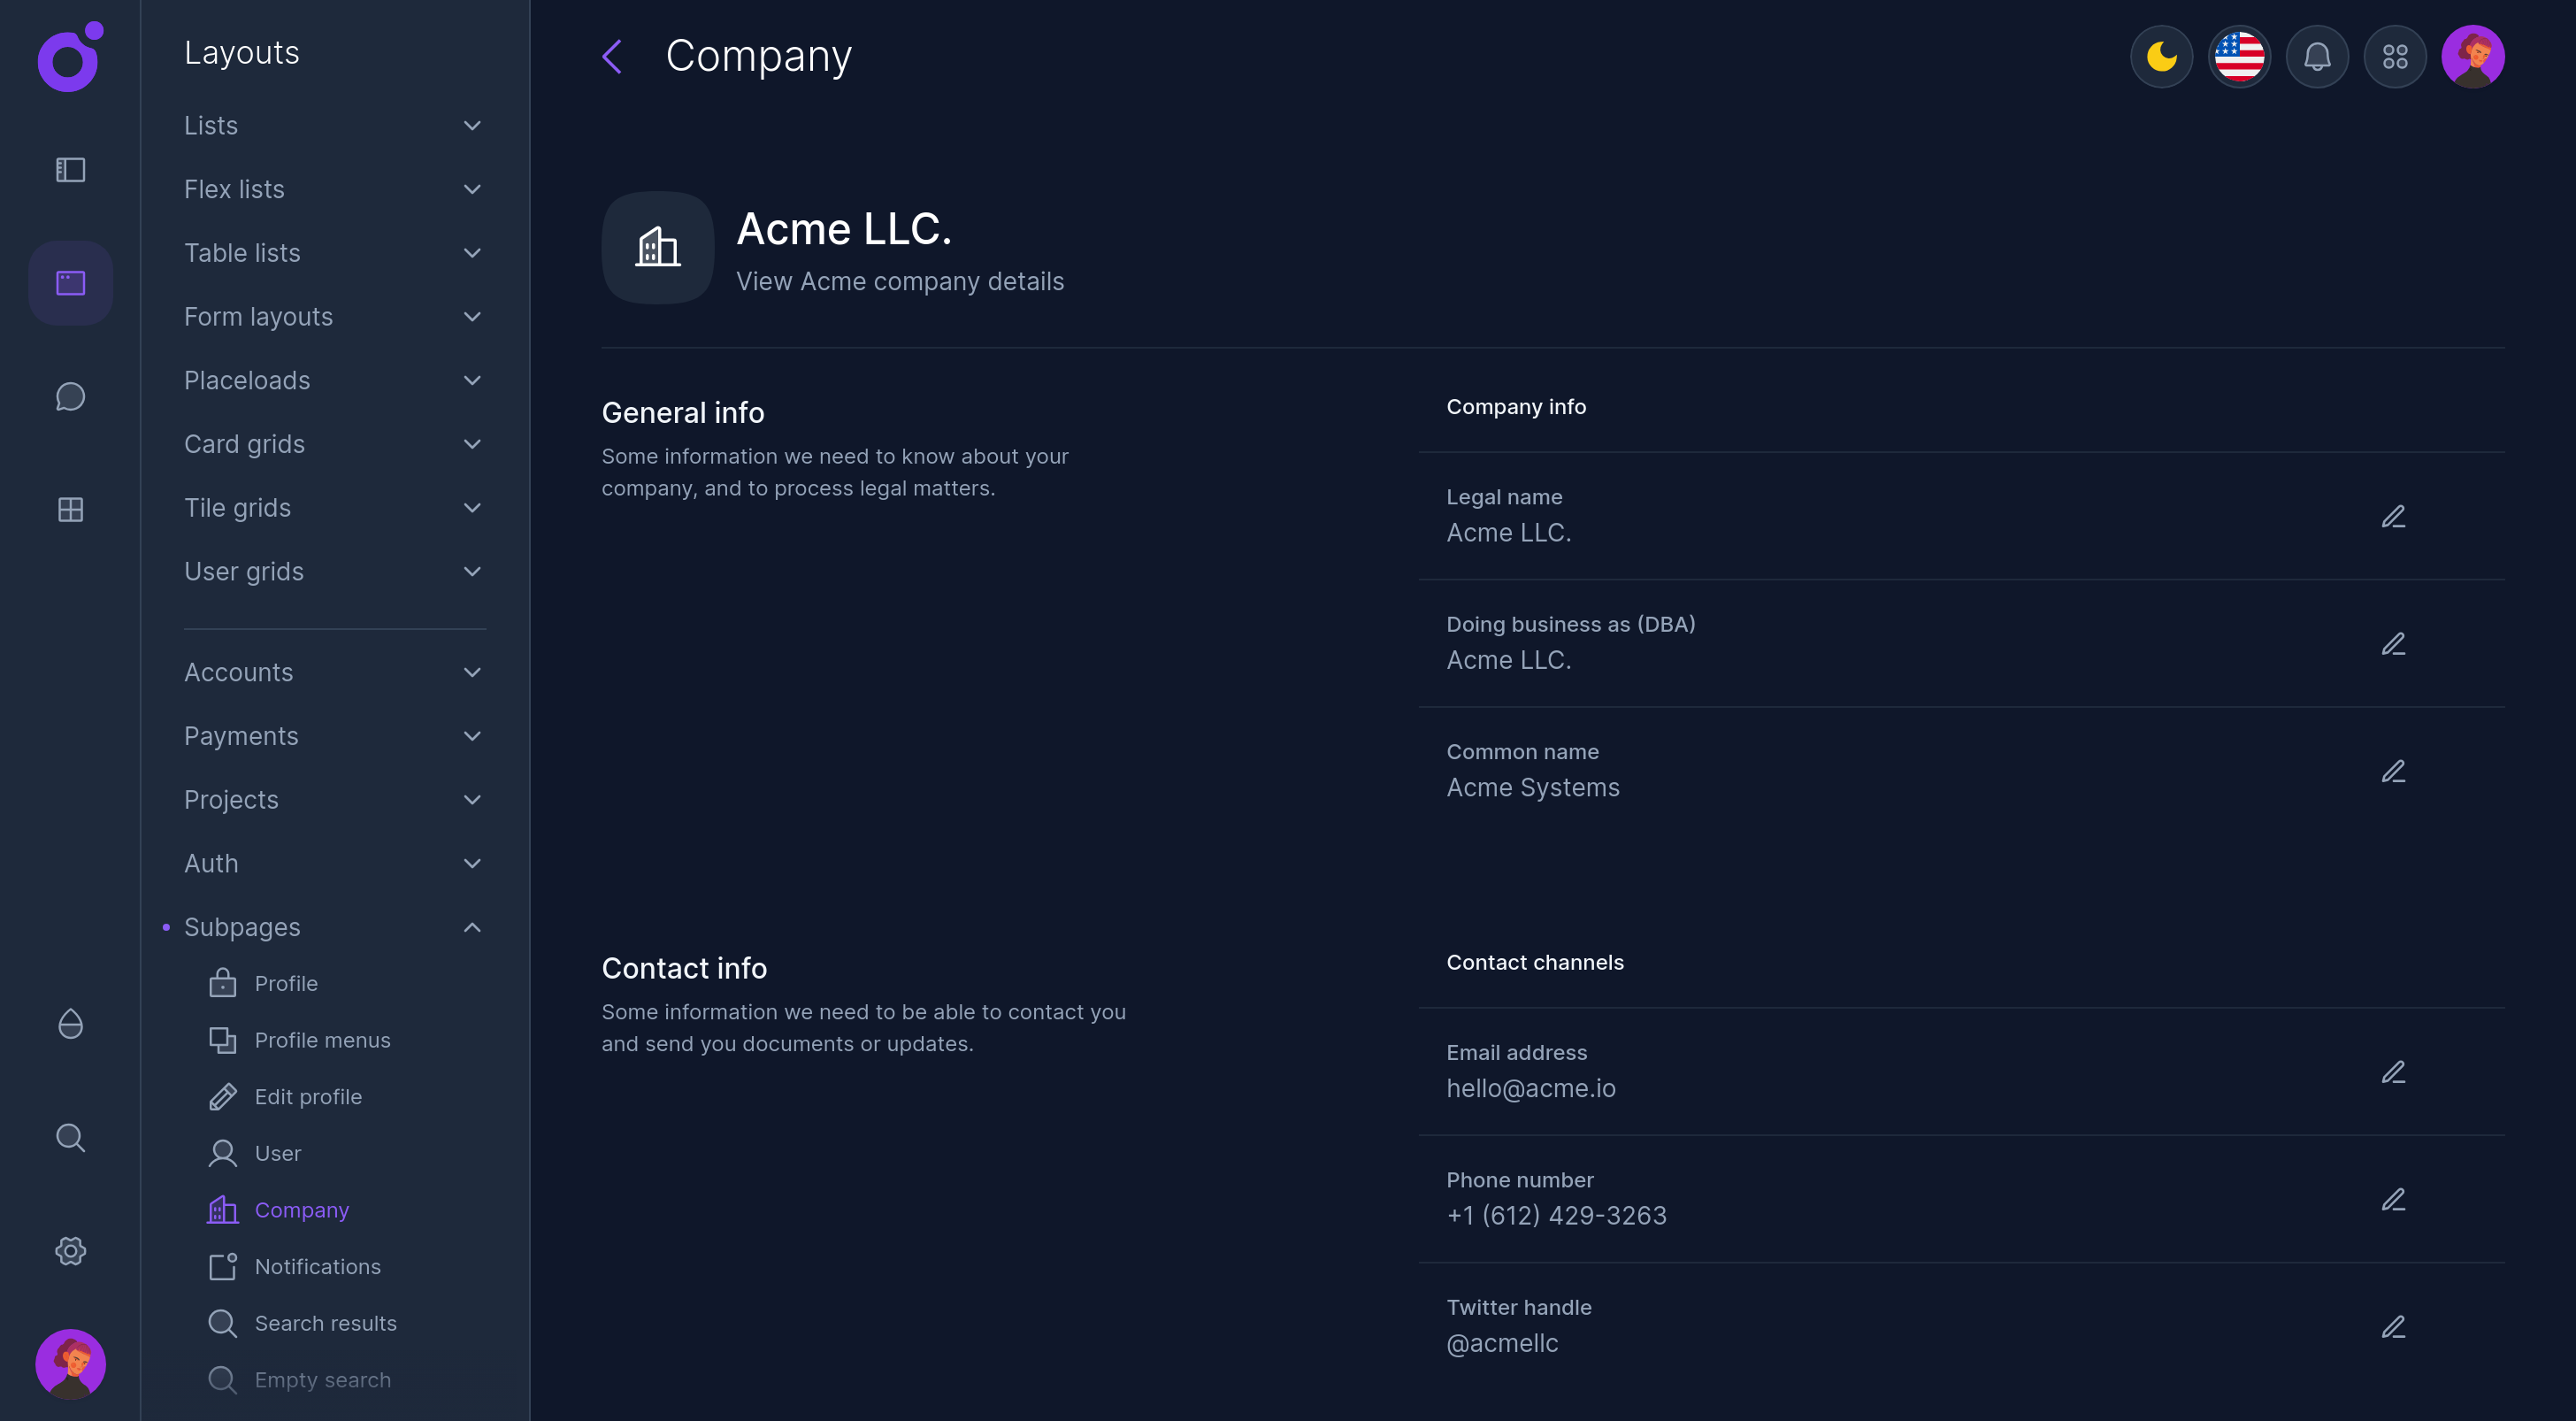 Layouts
Lists
Flex lists
Table lists
Form layouts
Placeloads
Card grids
Tile grids
User grids
Accounts
Payments
Projects
Auth
Subpages
Profile
Profile menus
Edit profile
User
Company
Notifications
Search results
Empty search
Company
Acme LLC.
View Acme company details
General info
Some information we need to know about your
company, and to process legal matters.
Company info
Legal name
Acme LLC.
Doing business as (DBA)
Acme LLC.
Common name
Acme Systems
Contact info
Some information we need to be able to contact you
and send you documents or updates.
Contact channels
Email address
hello@acme.io
Phone number
+1 (612) 429-3263
Twitter handle
@acmellc